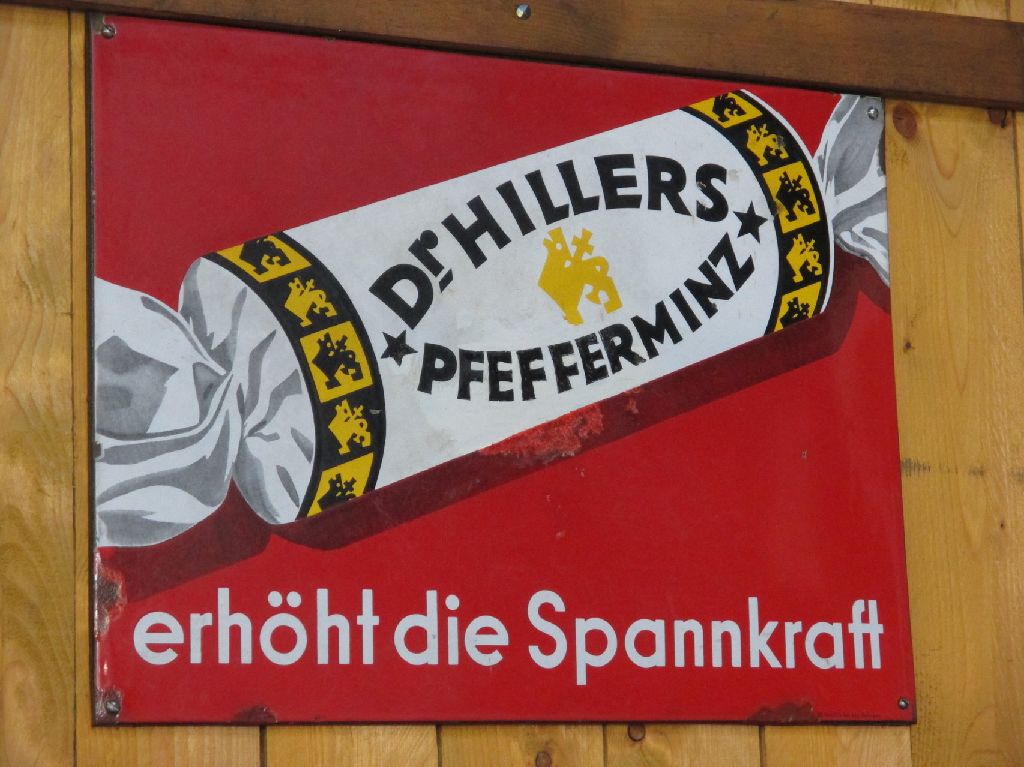 Dr HILLERS
PFEFFERMINZ
erhöht die Spannkraft